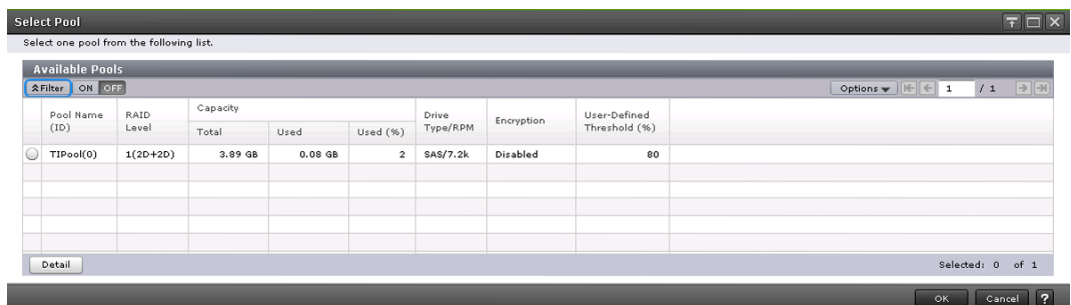 Select Pool
Select one pool from the following list.
Available Pools
Filter ON OFF Options 1 / 1
Pool Name (ID) RAID Level Capacity Drive Type/RPM Encryption User-Defined Threshold (%)
Total Used Used (%)
TIPool(0) 1(2D+2D) 3.89 GB 0.08 GB 2 SAS/7.2k Disabled 80
Detail Selected: 0 of 1
OK Cancel ?